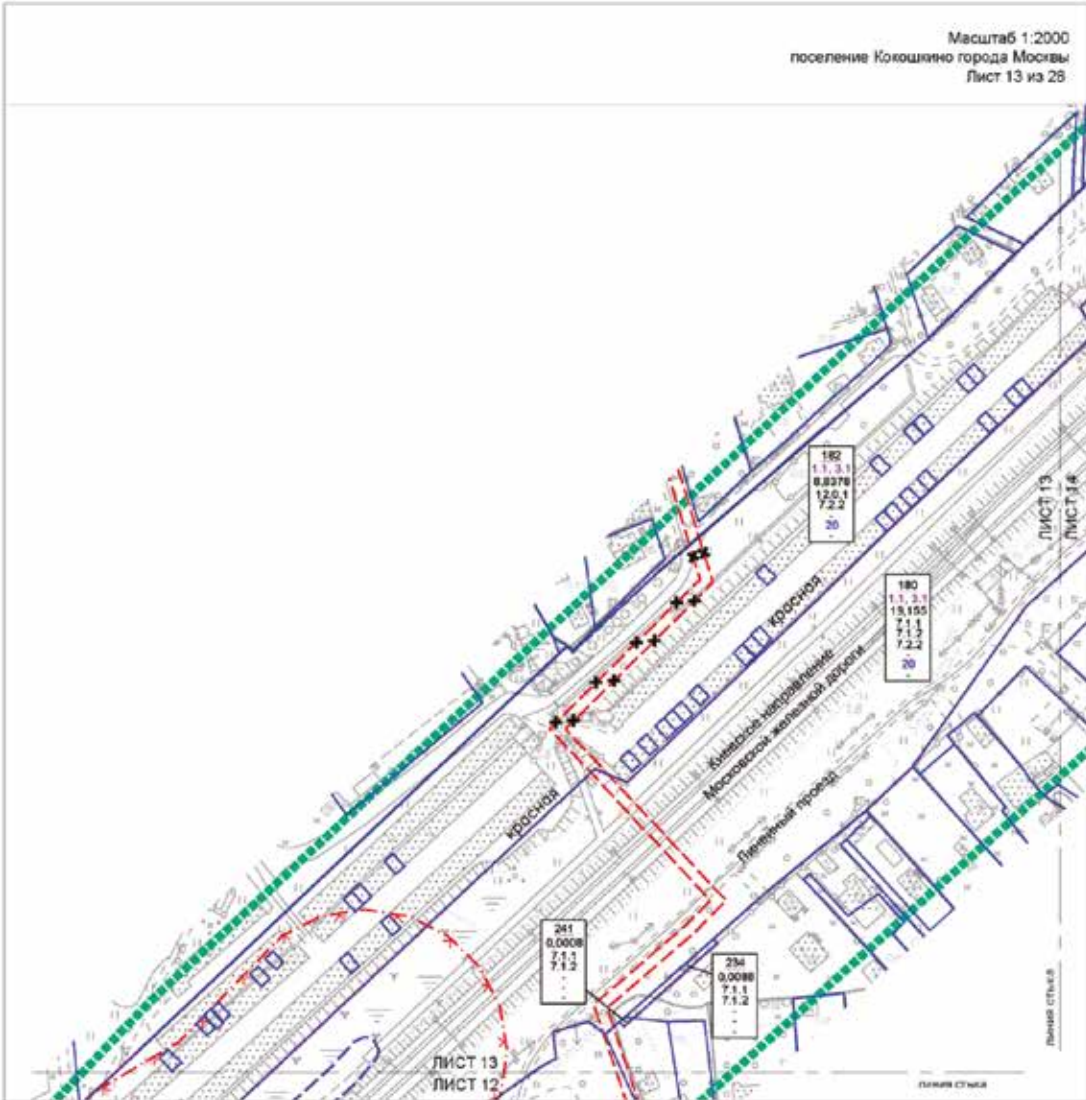 Масштаб 1:2000
поселение Кокошкино города Москвы
Лист 13 из 28
182
1.1, 3.1
8,8378
12.0.1
7.2.2
-
20
-
ЛИСТ 13
ЛИСТ 14
180
1.1, 3.1
19,155
7.1.1
7.1.2
7.2.2
-
20
-
красная
Киевское направление
Московской железной дороги
красная
Линейный проезд
241
0,0008
7.1.1
7.1.2
-
-
-
234
0,0088
7.1.1
7.1.2
-
-
-
линия стыка
ЛИСТ 13
ЛИСТ 12
линия стыка